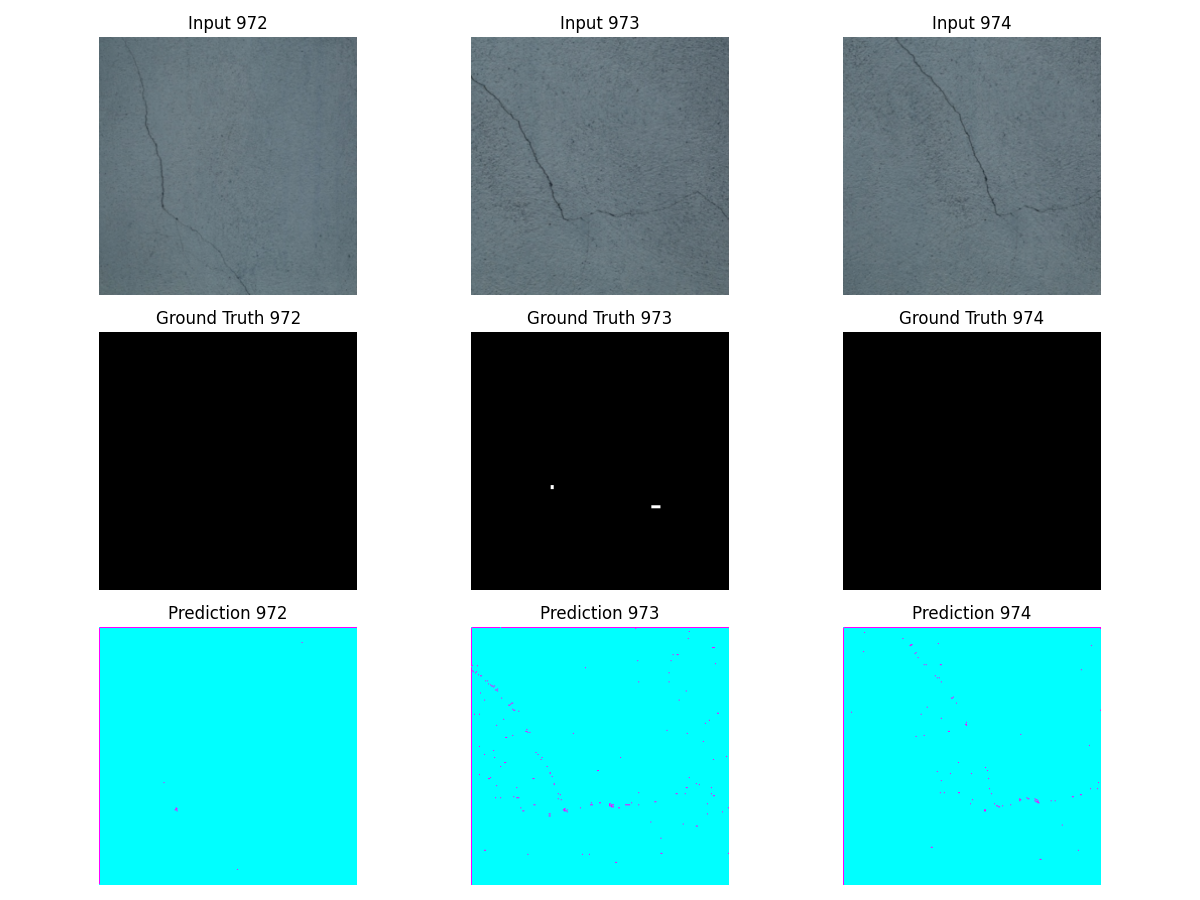 Input 972
Input 973
Input 974
Ground Truth 972
Ground Truth 973
Ground Truth 974
Prediction 972
Prediction 973
Prediction 974